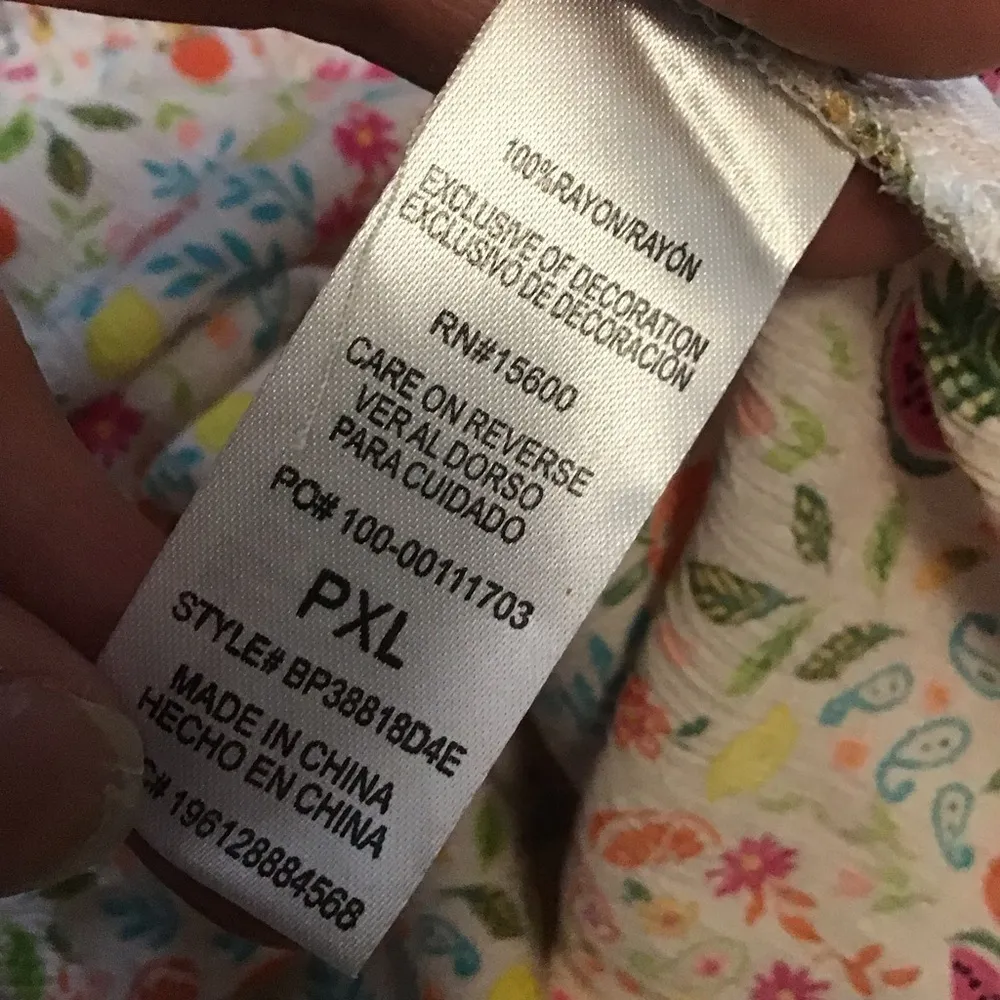 100%RAYON/RAYÓN
EXCLUSIVE OF DECORATION
EXCLUSIVO DE DECORACIÓN
RN#15600
CARE ON REVERSE
VER AL DORSO
PARA CUIDADO
PO# 100-00111703
PXL
STYLE# BP38818D4E
MADE IN CHINA
HECHO EN CHINA
C# 196128884568